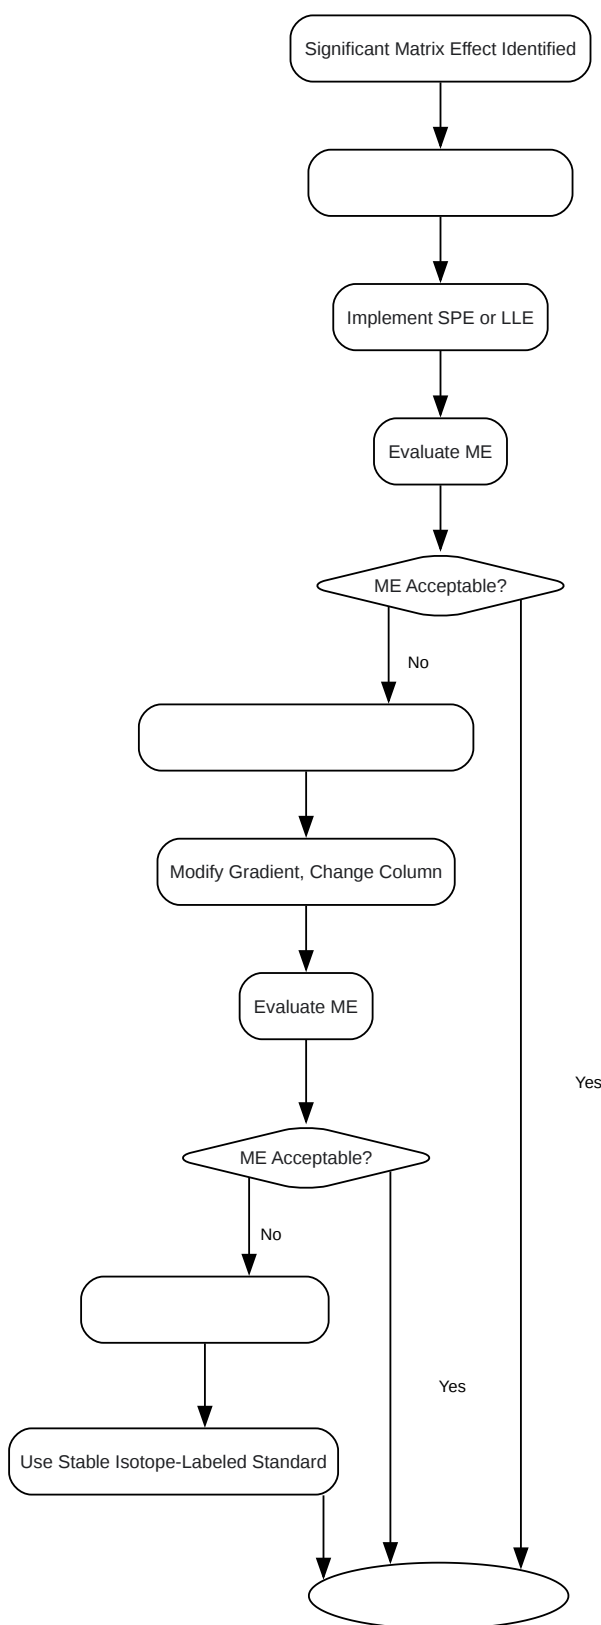 Significant Matrix Effect Identified
Implement SPE or LLE
Evaluate ME
ME Acceptable?
No
Modify Gradient, Change Column
Evaluate ME
Yes
ME Acceptable?
No
Yes
Use Stable Isotope-Labeled Standard